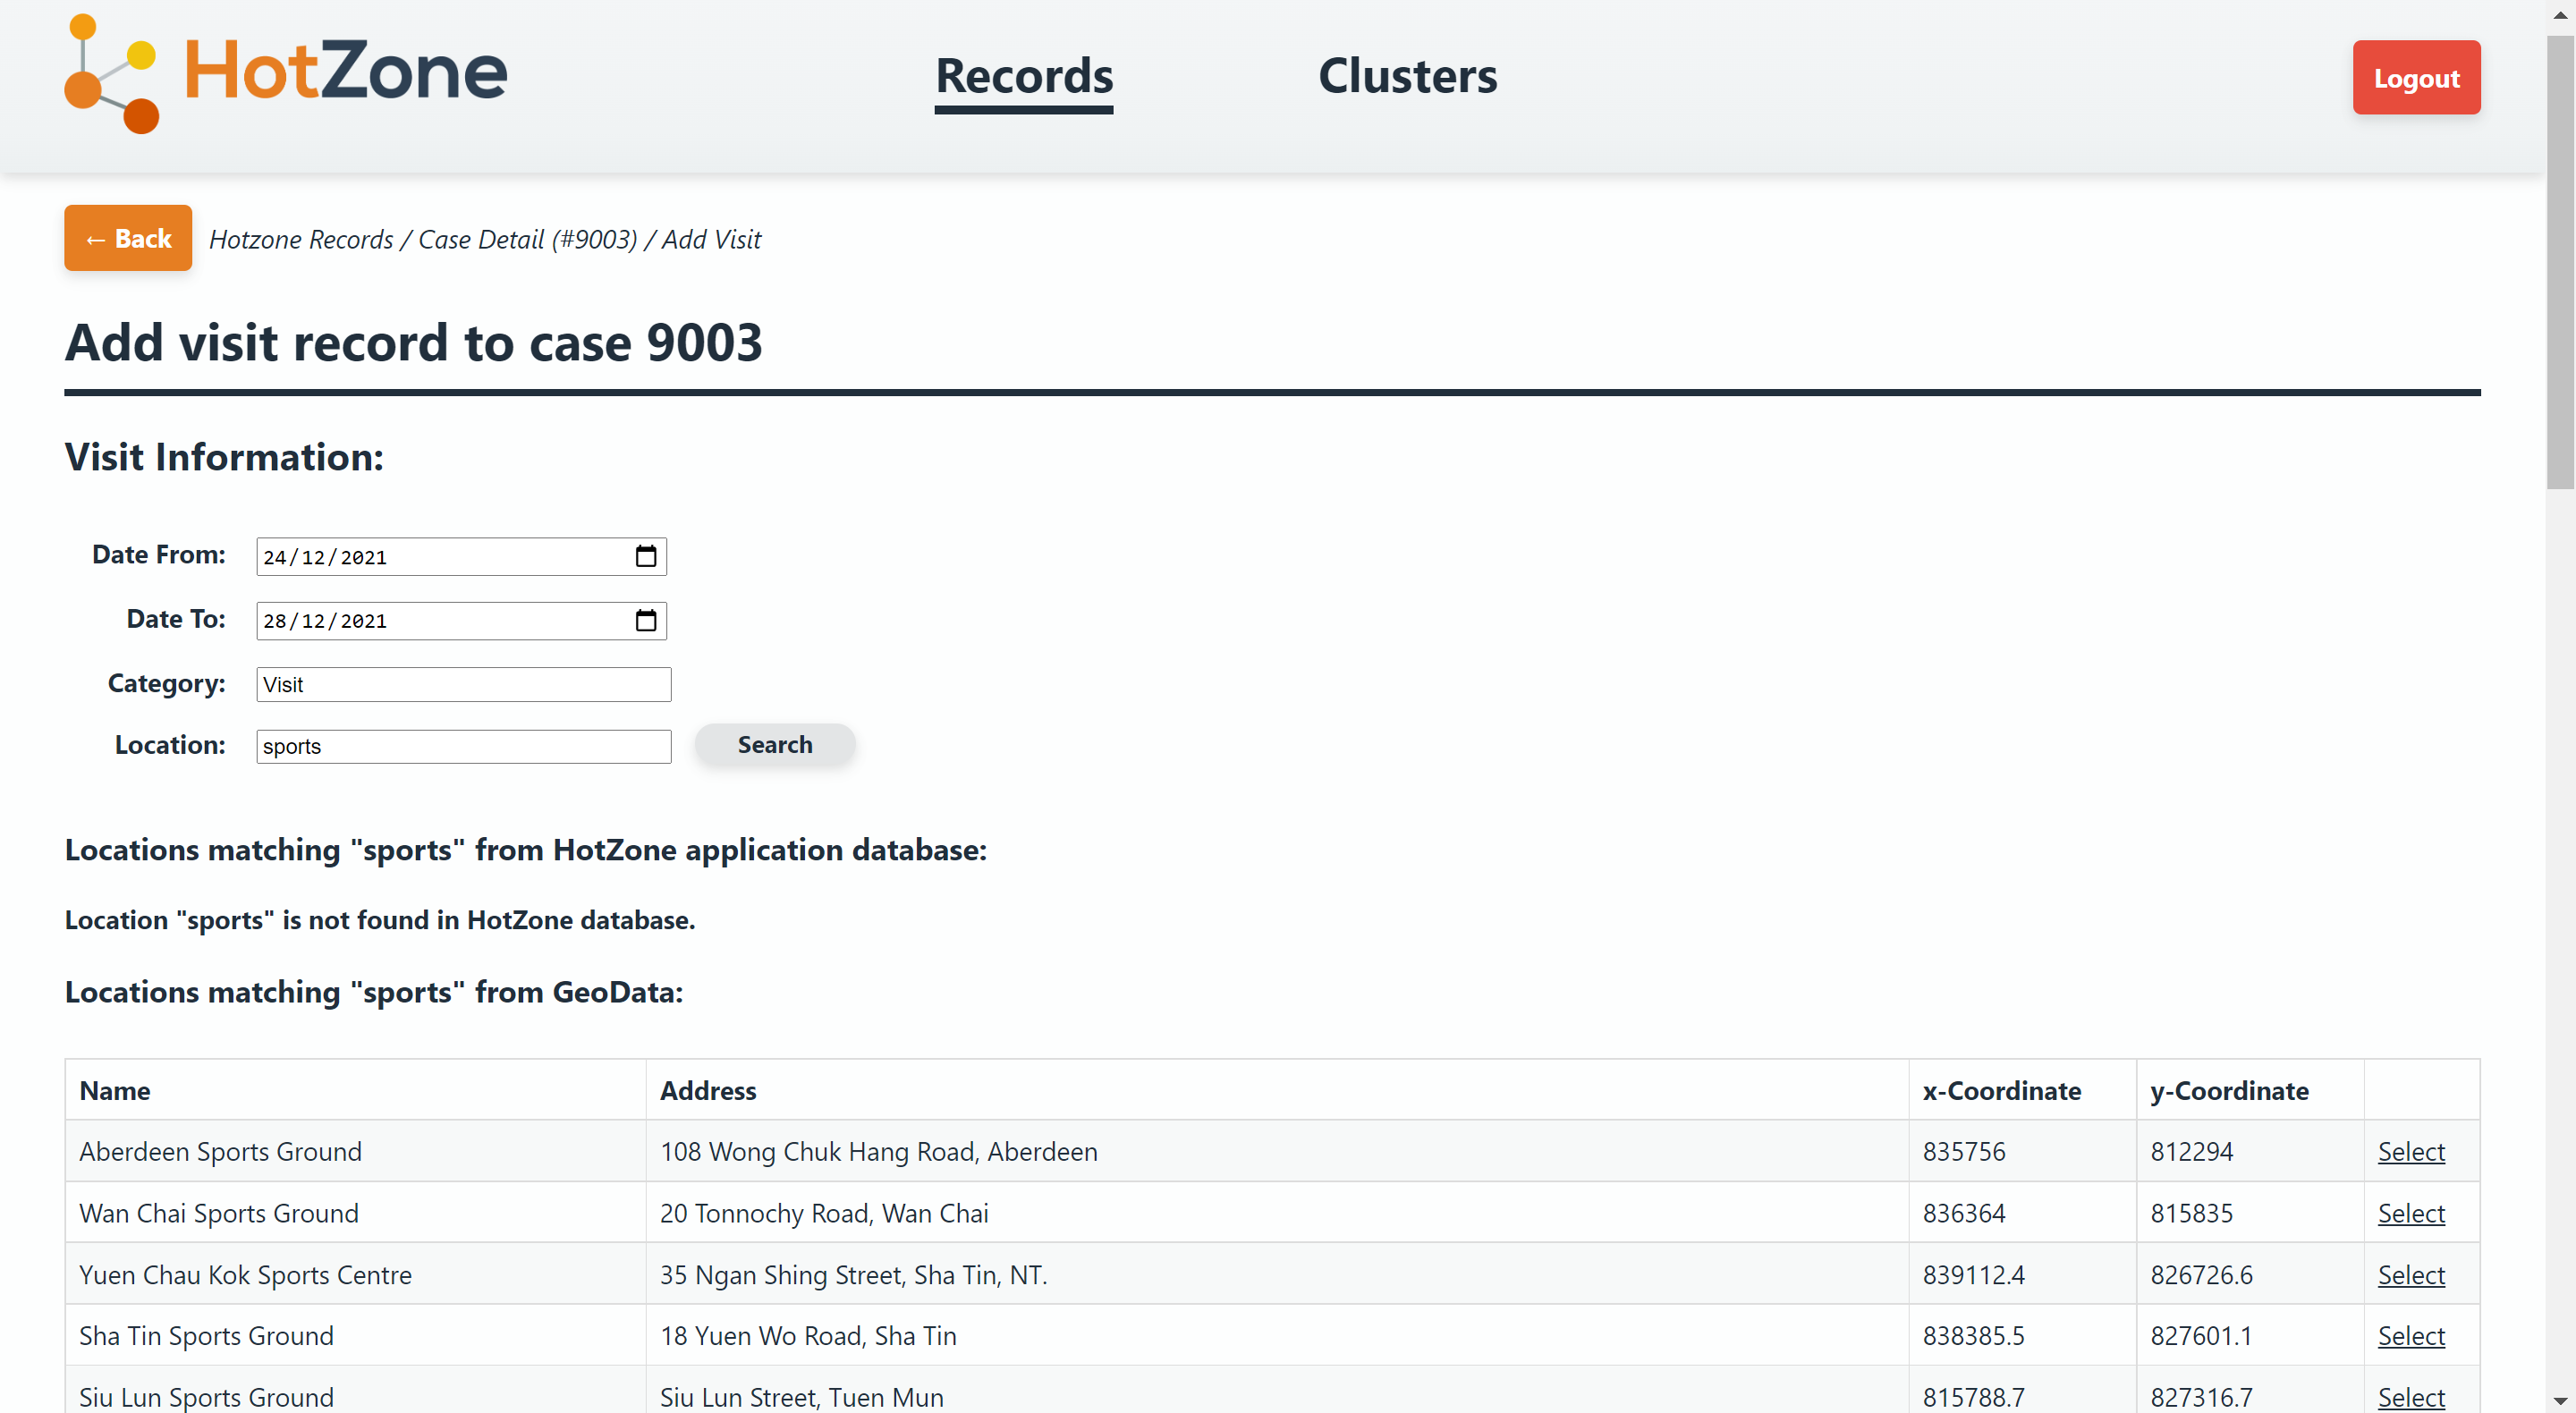 HotZone Records Clusters Logout
← Back Hotzone Records / Case Detail (#9003) / Add Visit
Add visit record to case 9003
Visit Information:
Date From: 24/12/2021
Date To: 28/12/2021
Category: Visit
Location: sports Search
Locations matching "sports" from HotZone application database:
Location "sports" is not found in HotZone database.
Locations matching "sports" from GeoData:
Name Address x-Coordinate y-Coordinate
Aberdeen Sports Ground 108 Wong Chuk Hang Road, Aberdeen 835756 812294 Select
Wan Chai Sports Ground 20 Tonnochy Road, Wan Chai 836364 815835 Select
Yuen Chau Kok Sports Centre 35 Ngan Shing Street, Sha Tin, NT. 839112.4 826726.6 Select
Sha Tin Sports Ground 18 Yuen Wo Road, Sha Tin 838385.5 827601.1 Select
Siu Lun Sports Ground Siu Lun Street, Tuen Mun 815788.7 827316.7 Select